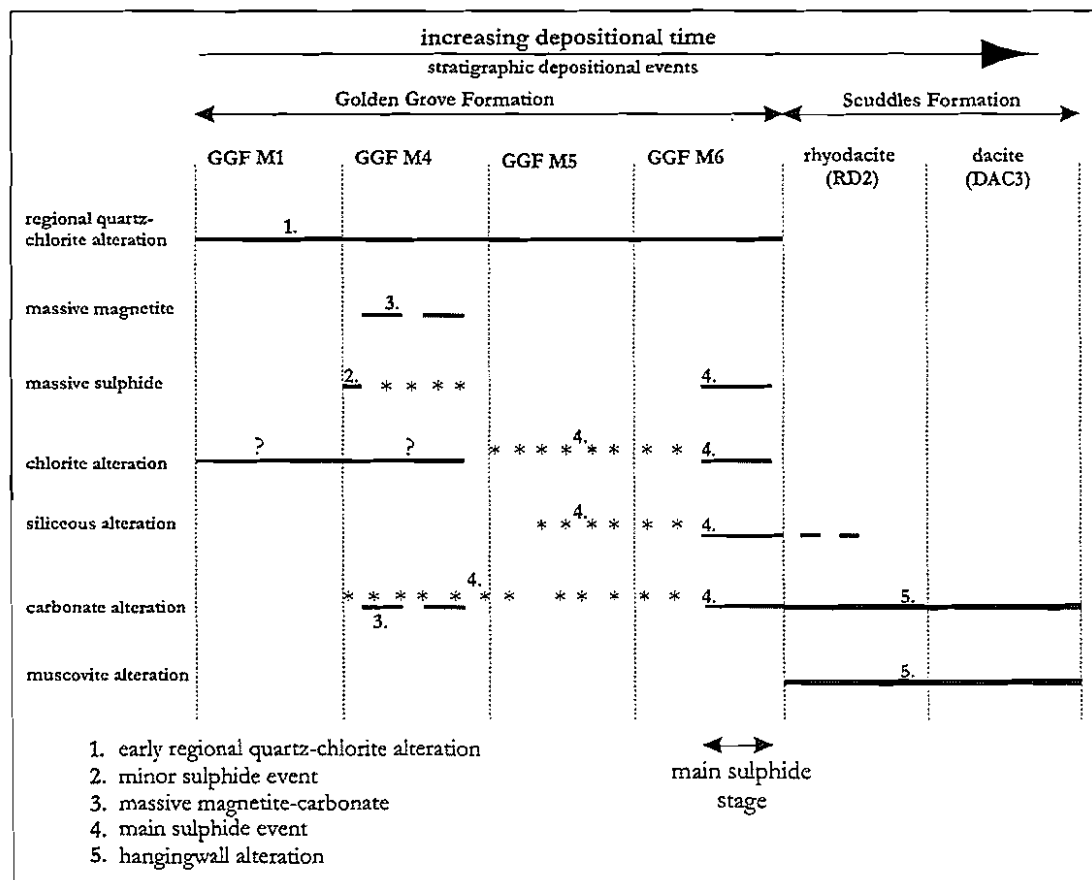 increasing depositional time
stratigraphic depositional events
Golden Grove Formation
Scuddles Formation
GGF M1
GGF M4
GGF M5
GGF M6
rhyodacite
(RD2)
dacite
(DAC3)
regional quartz-
chlorite alteration
1.
massive magnetite
3.
massive sulphide
2.
* * * *
4.
chlorite alteration
?
?
* * * * * * * *
4.
4.
siliceous alteration
* * * * * *
4.
4.
carbonate alteration
* * * * * * * * * * * *
4.
3.
4.
5.
muscovite alteration
5.
1. early regional quartz-chlorite alteration
2. minor sulphide event
3. massive magnetite-carbonate
4. main sulphide event
5. hangingwall alteration
main sulphide
stage